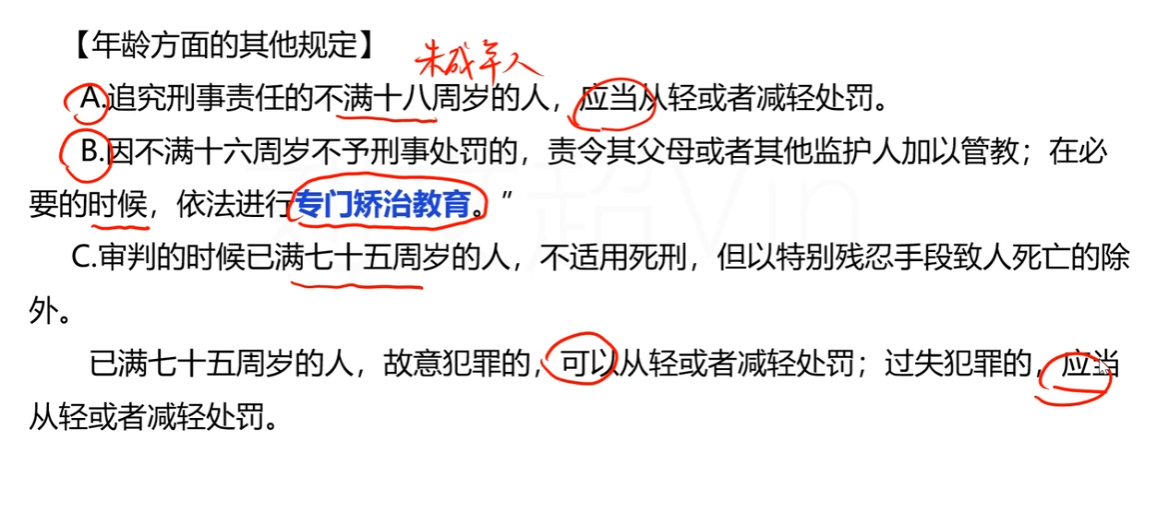 【年龄方面的其他规定】
未成年人
A.追究刑事责任的不满十八周岁的人，应当从轻或者减轻处罚。
B.因不满十六周岁不予刑事处罚的，责令其父母或者其他监护人加以管教；在必
要的时候，依法进行专门矫治教育。”
C.审判的时候已满七十五周岁的人，不适用死刑，但以特别残忍手段致人死亡的除
外。
已满七十五周岁的人，故意犯罪的，可以从轻或者减轻处罚；过失犯罪的，应当
从轻或者减轻处罚。